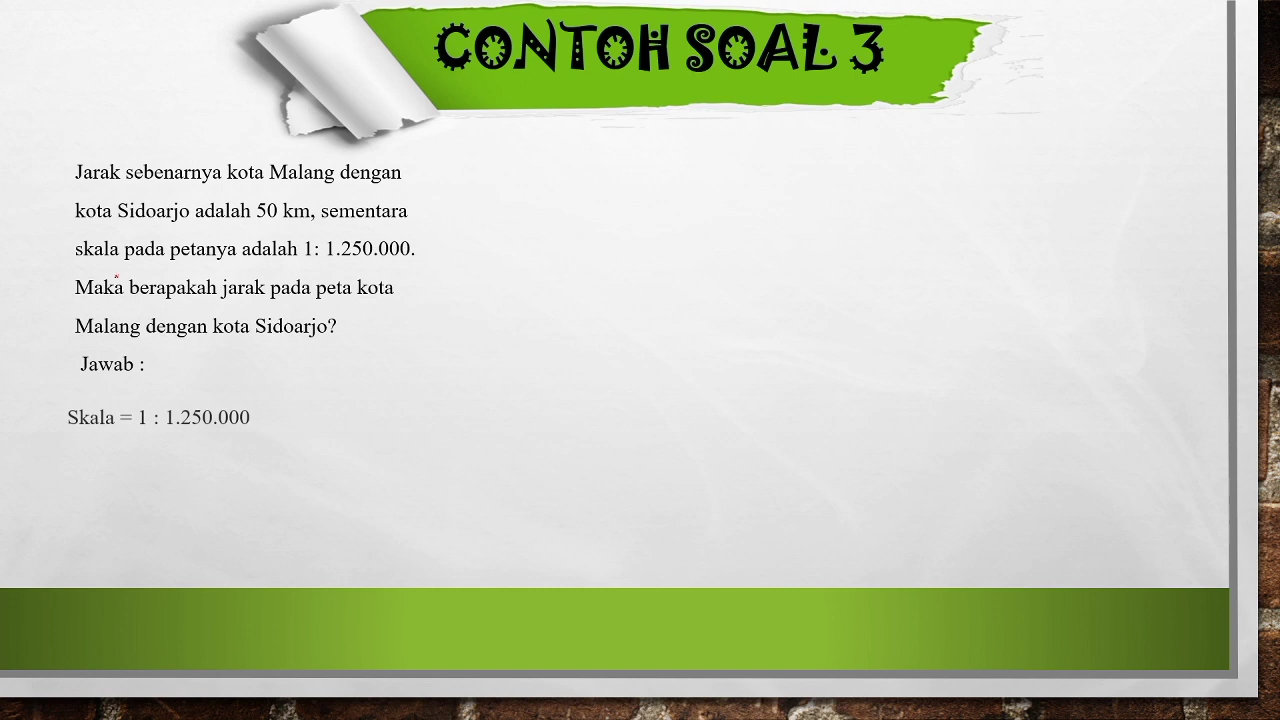 CONTOH SOAL 3
Jarak sebenarnya kota Malang dengan
kota Sidoarjo adalah 50 km, sementara
skala pada petanya adalah 1: 1.250.000.
Maka berapakah jarak pada peta kota
Malang dengan kota Sidoarjo?
Jawab :
Skala = 1 : 1.250.000